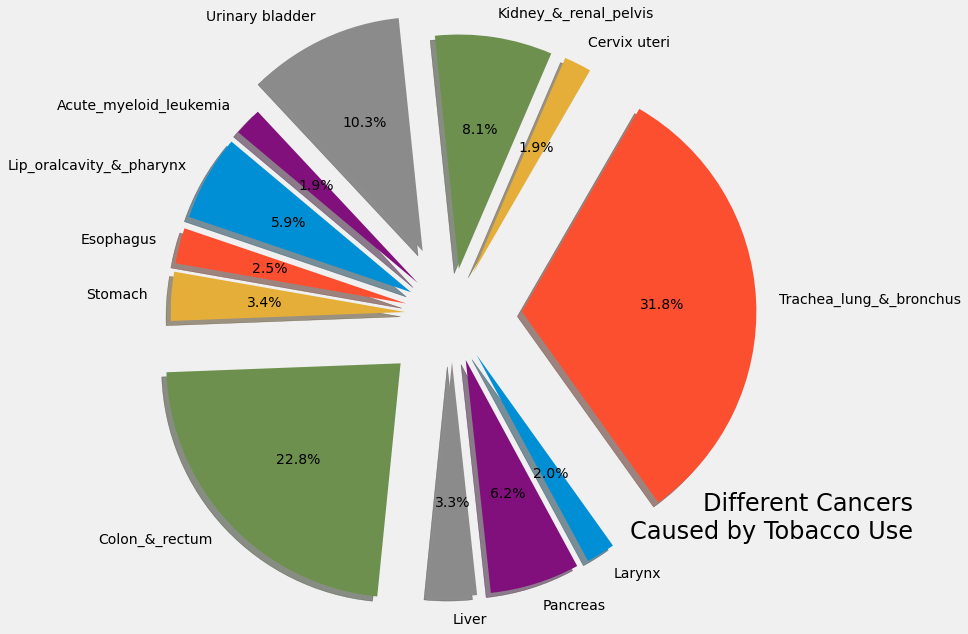 Urinary bladder
Kidney_&_renal_pelvis
Cervix uteri
Acute_myeloid_leukemia
Lip_oralcavity_&_pharynx
Esophagus
Stomach
Trachea_lung_&_bronchus
10.3%
8.1%
1.9%
1.9%
5.9%
2.5%
3.4%
31.8%
22.8%
3.3%
6.2%
2.0%
Different Cancers
Caused by Tobacco Use
Colon_&_rectum
Larynx
Pancreas
Liver